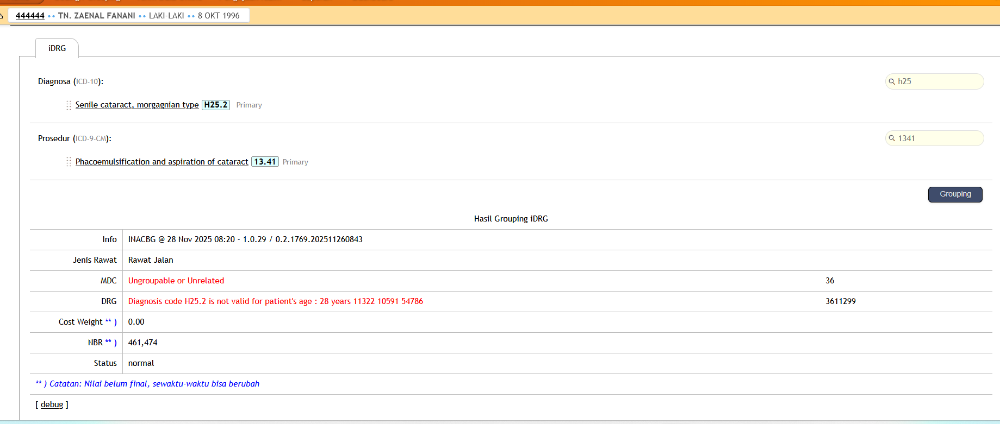 444444 •• TN. ZAENAL FANANI •• LAKI-LAKI •• 8 OKT 1996
iDRG
Diagnosa (ICD-10):
h25
Senile cataract, morgagnian type H25.2 Primary
Prosedur (ICD-9-CM):
1341
Phacoemulsification and aspiration of cataract 13.41 Primary
Grouping
Hasil Grouping iDRG
Info INACBG @ 28 Nov 2025 08:20 - 1.0.29 / 0.2.1769.202511260843
Jenis Rawat Rawat Jalan
MDC Ungroupable or Unrelated 36
DRG Diagnosis code H25.2 is not valid for patient's age : 28 years 11322 10591 54786 3611299
Cost Weight ** ) 0.00
NBR ** ) 461,474
Status normal
** ) Catatan: Nilai belum final, sewaktu-waktu bisa berubah
[ debug ]